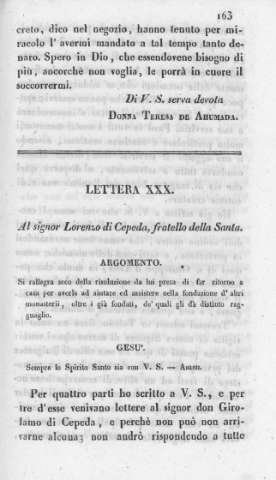 163
creto, dico nel negozio, hanno tenuto per mi-
racolo l' avermi mandato a tal tempo tanto de-
naro. Spero in Dio, che essendovene bisogno di
più, ancorchè non voglia, le porrà in cuore il
soccorrermi.
Di V. S. serva devota
DONNA TERESA DE AHUMADA.
LETTERA XXX.
Al signor Lorenzo di Cepeda, fratello della Santa.
ARGOMENTO.
Si rallegra seco della risoluzione da lui presa di far ritorno a
casa per averlo ad aiutare ed assistere nella fondazione d' altri
monasterii, oltre i già fondati, de' quali gli dà distinto rag-
guaglio.
GESU'.
Sempre lo Spirito Santo sia con V. S. — AMEN.
Per quattro parti ho scritto a V. S., e per
tre d'esse venivano lettere al signor don Giro-
lamo di Cepeda, e perchè non può non arri-
varne alcuna; non andrò rispondendo a tutte